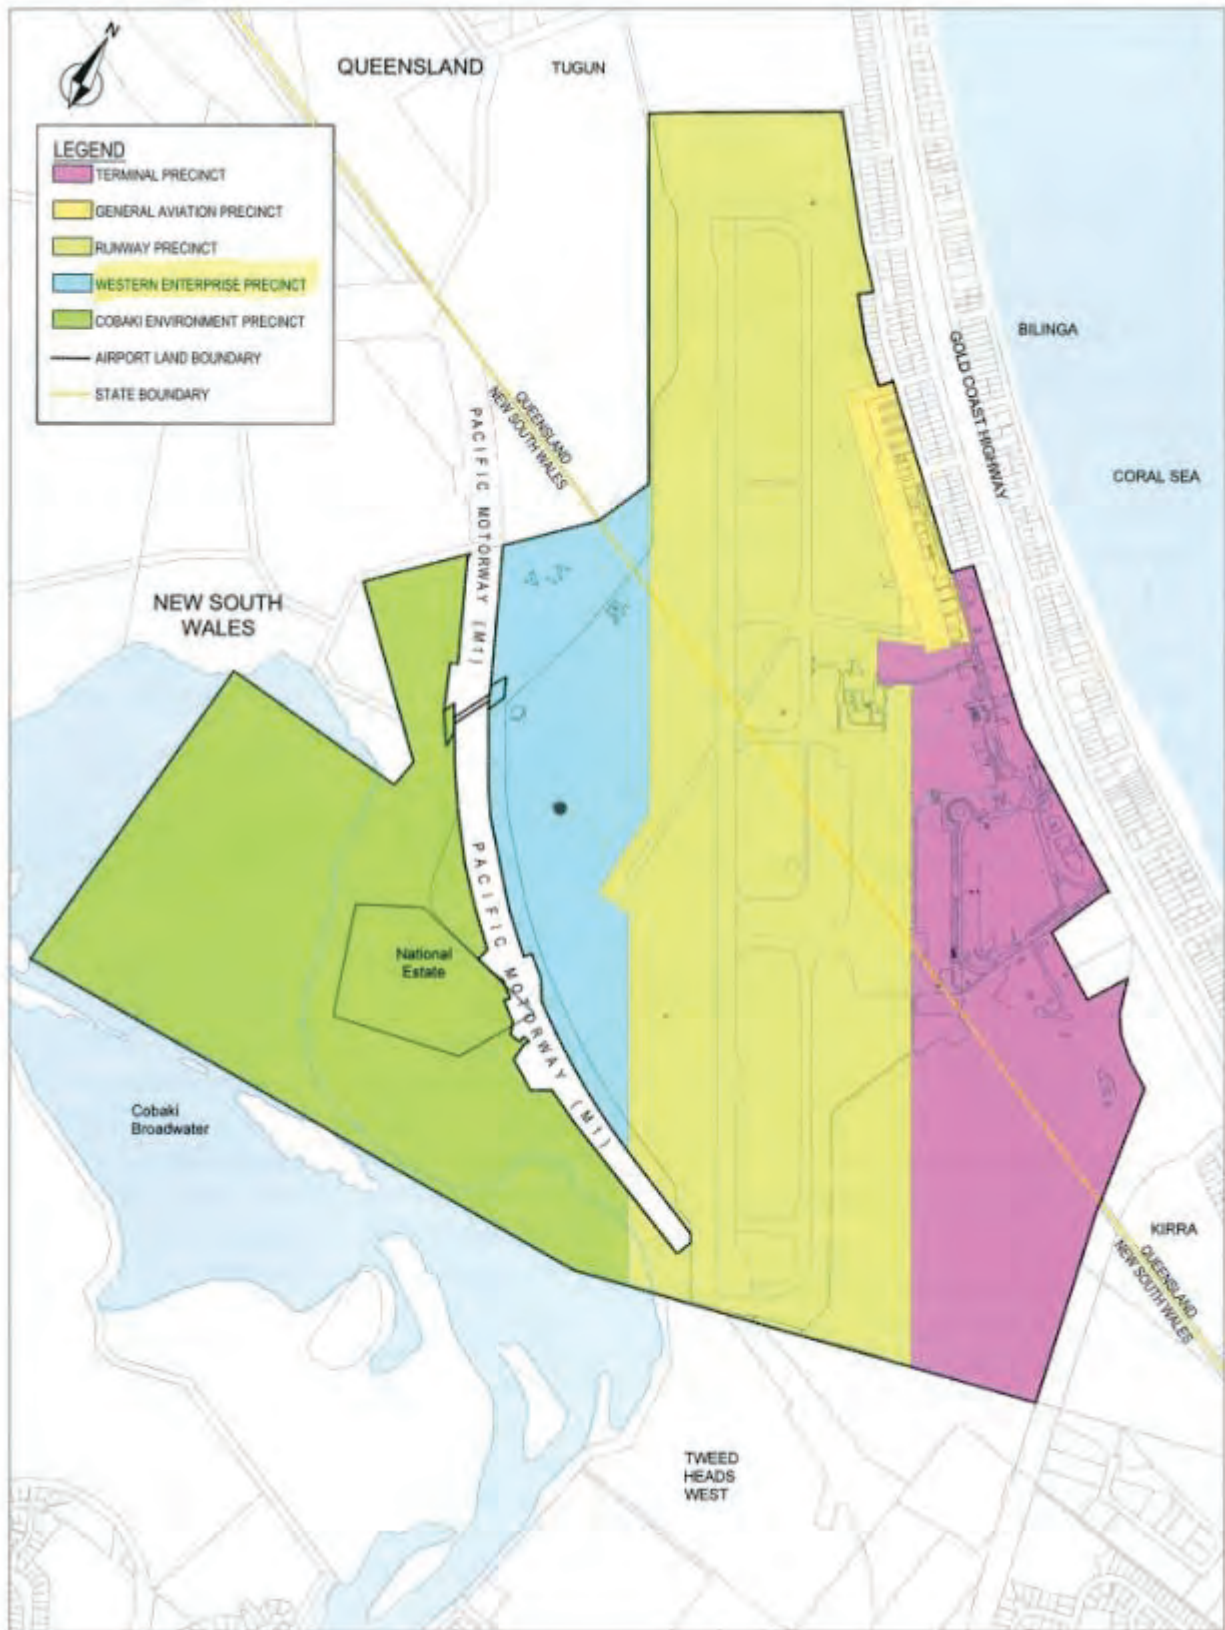 N
QUEENSLAND
TUGUN
LEGEND
TERMINAL PRECINCT
GENERAL AVIATION PRECINCT
RUNWAY PRECINCT
WESTERN ENTERPRISE PRECINCT
COBAKI ENVIRONMENT PRECINCT
AIRPORT LAND BOUNDARY
STATE BOUNDARY
BILINGA
GOLD COAST HIGHWAY
QUEENSLAND
NEW SOUTH WALES
PACIFIC MOTORWAY (M1)
CORAL SEA
NEW SOUTH
WALES
PACIFIC MOTORWAY (M1)
National
Estate
Cobaki
Broadwater
KIRRA
QUEENSLAND
NEW SOUTH WALES
TWEED
HEADS
WEST